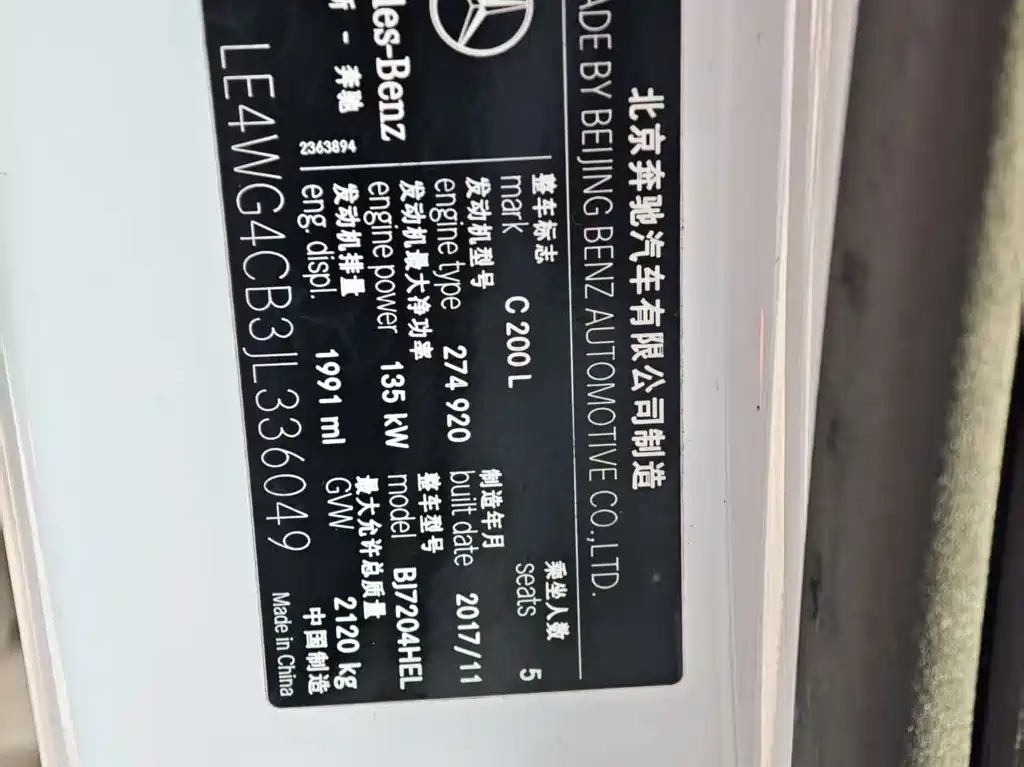 北京奔驰汽车有限公司制造
MADE BY BEIJING BENZ AUTOMOTIVE CO.,LTD.
整车标志
mark C 200 L
乘坐人数
seats 5
发动机型号
engine type 274 920
制造年月
built date 2017/11
发动机最大净功率
engine power 135 kW
整车型号
model BJ7204HEL
发动机排量
eng. displ. 1991 ml
最大允许总质量
GVW 2120 kg
des-Benz
斯 - 奔驰
2363894
中国制造
Made in China
LE4WG4CB3JL336049